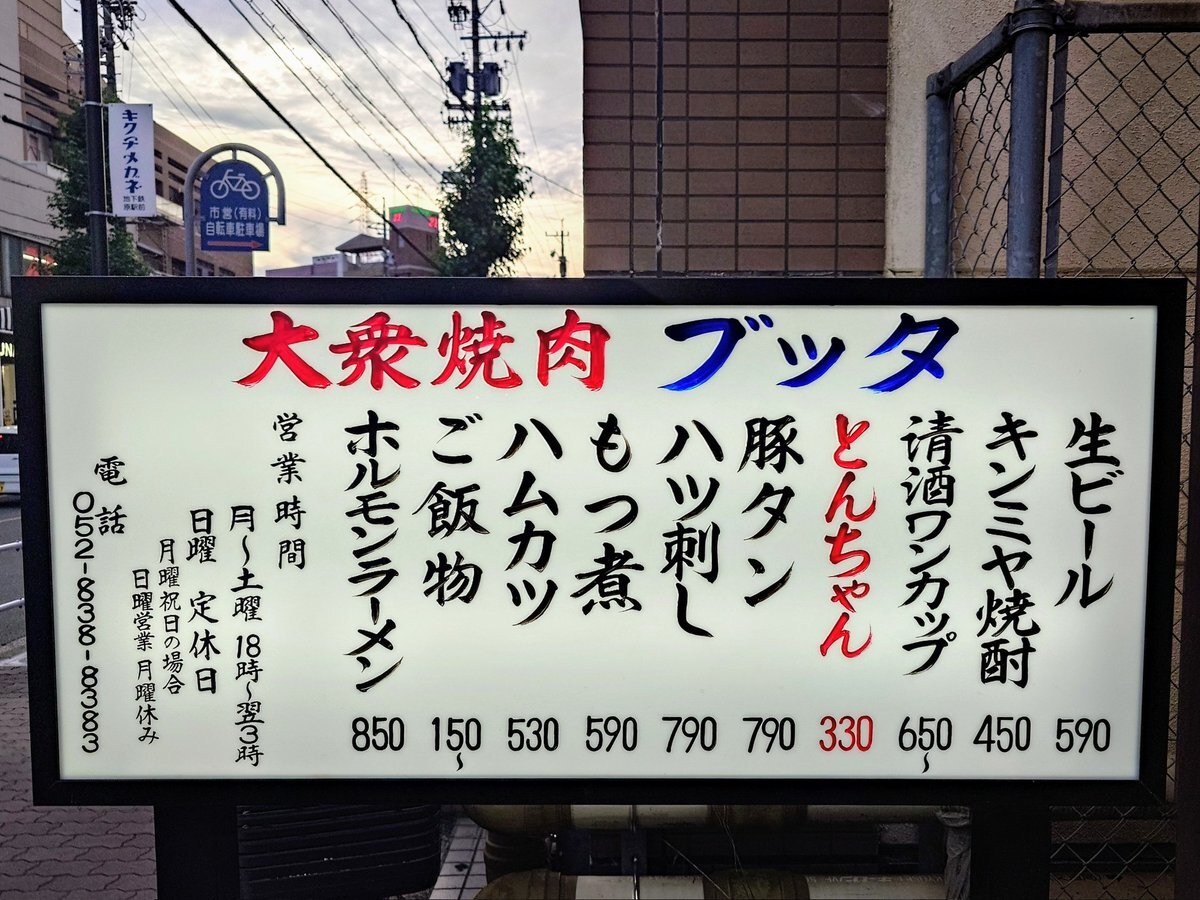 キクチメガネ
地下鉄
原駅前
市営(有料)
自転車駐車場
大衆焼肉 ブッタ
生ビール 590
キンミヤ焼酎 450
清酒ワンカップ 650~
とんちゃん 330
豚タン 790
ハツ刺し 790
もつ煮 590
ハムカツ 530
ご飯物 150~
ホルモンラーメン 850
営業時間
月~土曜 18時~翌3時
日曜 定休日
月曜祝日の場合
日曜営業 月曜休み
電話
052-838-8383